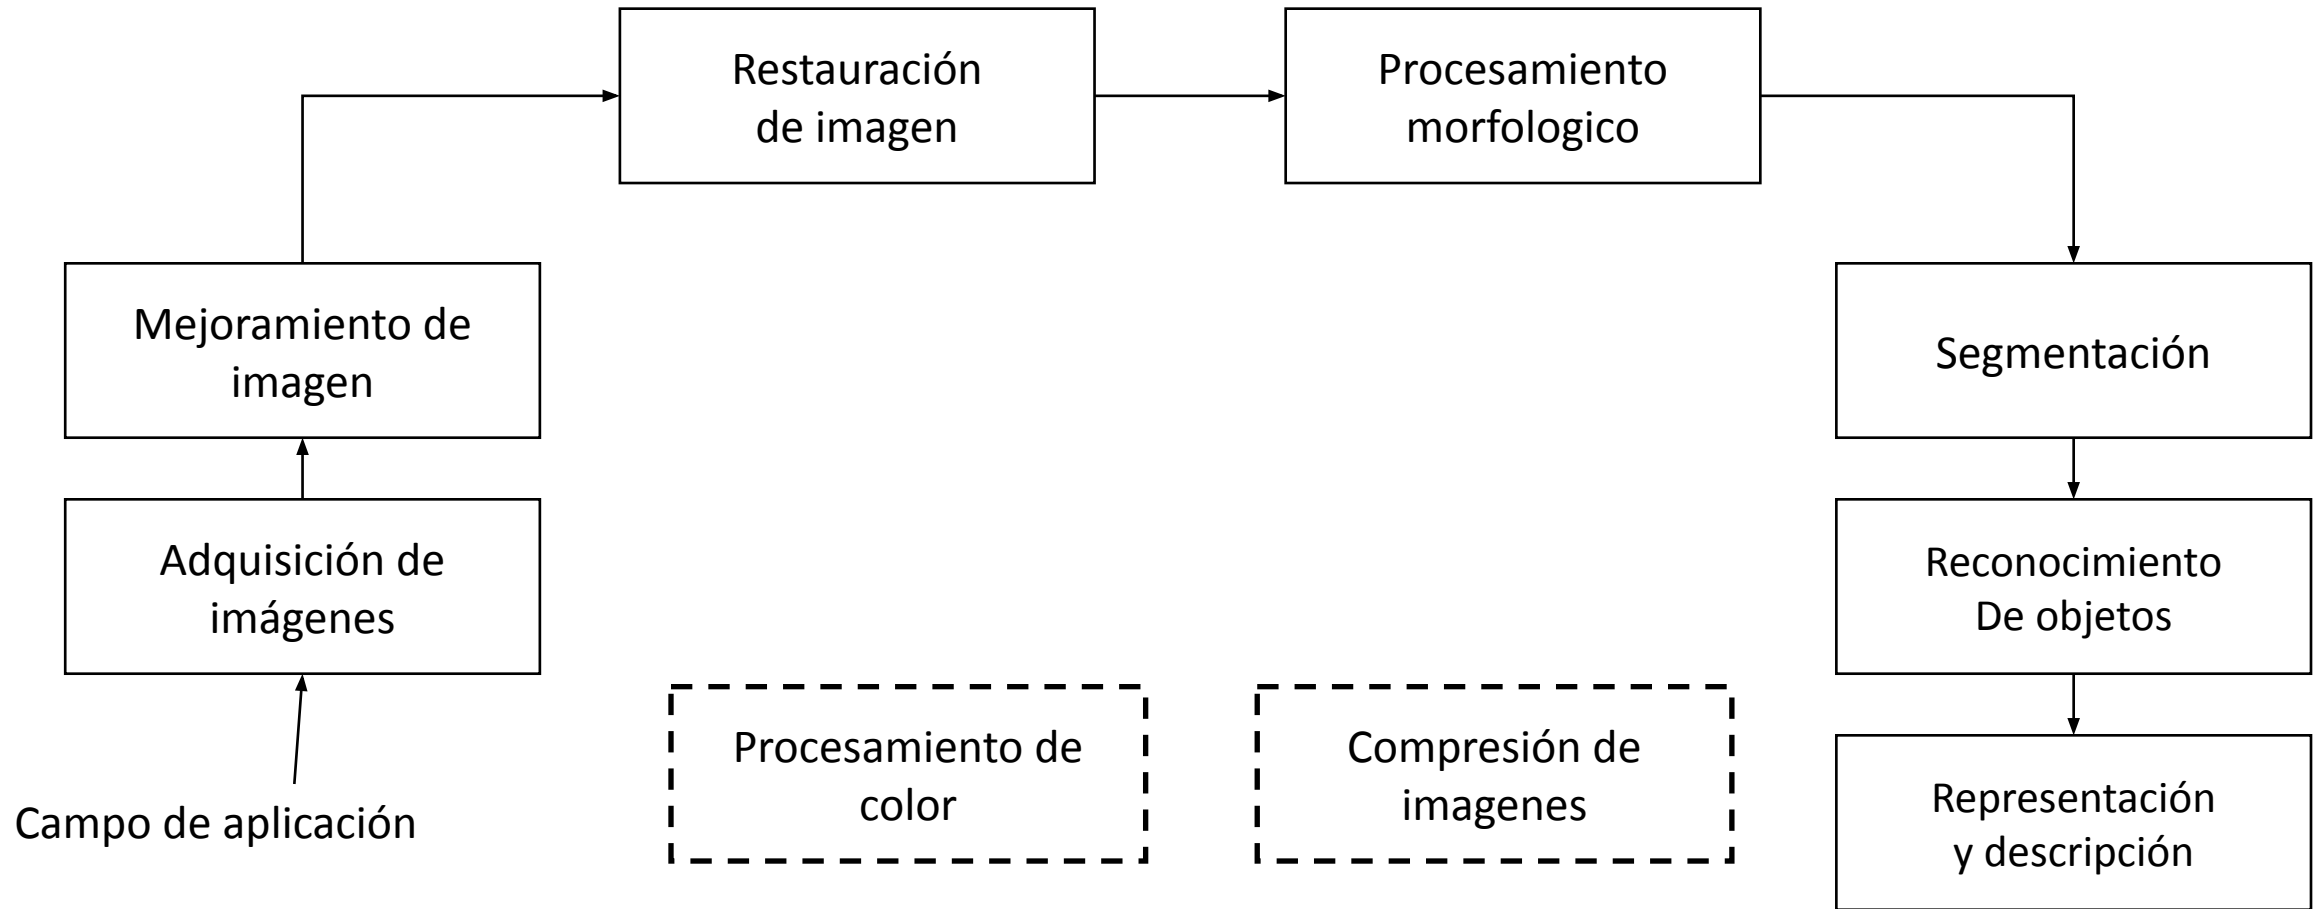 Restauración
de imagen
Procesamiento
morfologico
Mejoramiento de
imagen
Segmentación
Adquisición de
imágenes
Reconocimiento
De objetos
Procesamiento de
color
Compresión de
imagenes
Campo de aplicación
Representación
y descripción